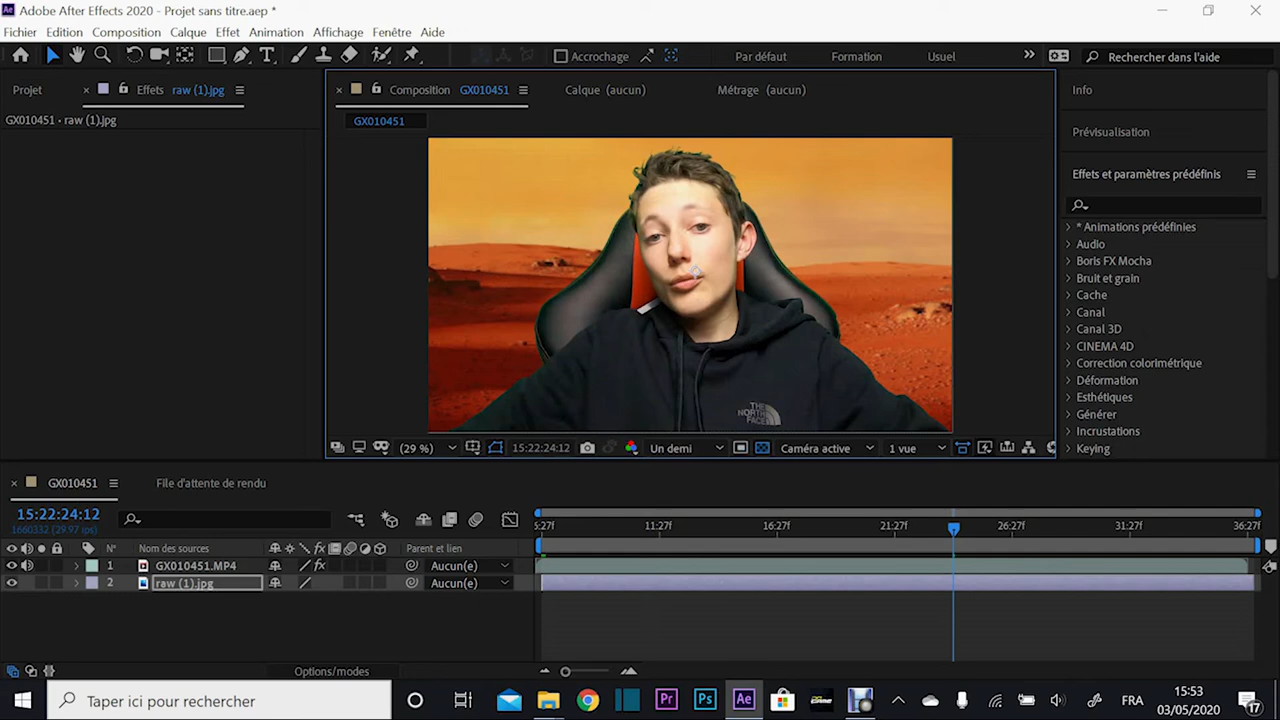 Adobe After Effects 2020 - Projet sans titre.aep *
Fichier Edition Composition Calque Effet Animation Affichage Fenêtre Aide
Accrochage Par défaut Formation Usuel Rechercher dans l'aide
Projet Effets raw (1).jpg Composition GX010451 Calque (aucun) Métrage (aucun) Info
GX010451 • raw (1).jpg GX010451
Prévisualisation
Effets et paramètres prédéfinis
* Animations prédéfinies
Audio
Boris FX Mocha
Bruit et grain
Cache
Canal
Canal 3D
CINEMA 4D
Correction colorimétrique
Déformation
Esthétiques
Générer
Incrustations
Keying
THE NORTH FACE
(29 %) 15:22:24:12 Un demi Caméra active 1 vue
GX010451 File d'attente de rendu
15:22:24:12
1660332 (29.97 ips)
5:27f 11:27f 16:27f 21:27f 26:27f 31:27f 36:27f
N° Nom des sources Parent et lien
1 GX010451.MP4 Aucun(e)
2 raw (1).jpg Aucun(e)
Options/modes
Taper ici pour rechercher Pr Ps Ae FRA 15:53
03/05/2020 17